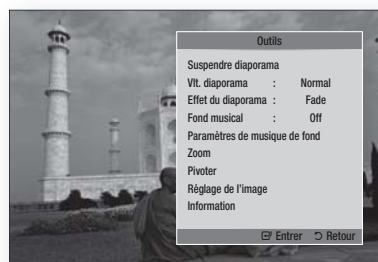 Outils
Suspendre diaporama
Vlt. diaporama : Normal
Effet du diaporama : Fade
Fond musical : Off
Paramètres de musique de fond
Zoom
Pivoter
Réglage de l'image
Information
Entrer Retour